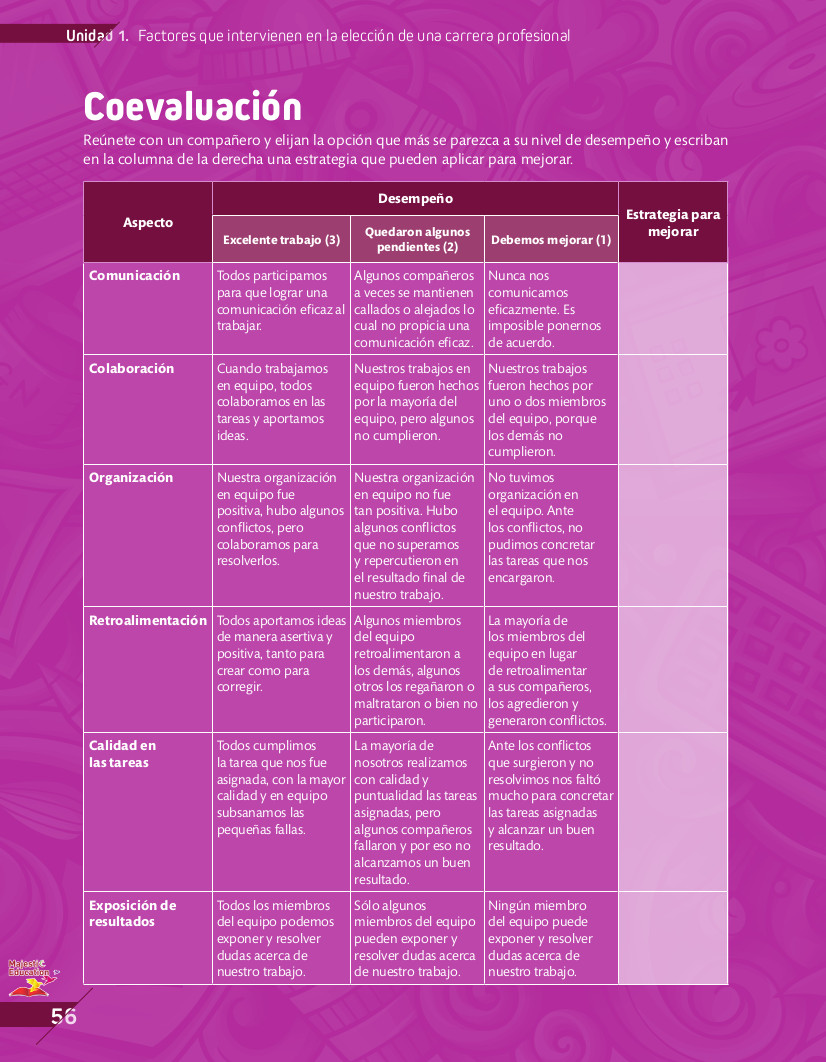 Unidad 1. Factores que intervienen en la elección de una carrera profesional
Coevaluación
Reúnete con un compañero y elijan la opción que más se parezca a su nivel de desempeño y escriban
en la columna de la derecha una estrategia que pueden aplicar para mejorar.
Aspecto
Desempeño
Estrategia para
mejorar
Excelente trabajo (3)
Quedaron algunos
pendientes (2)
Debemos mejorar (1)
Comunicación
Todos participamos
para que lograr una
comunicación eficaz al
trabajar.
Algunos compañeros
a veces se mantienen
callados o alejados lo
cual no propicia una
comunicación eficaz.
Nunca nos
comunicamos
eficazmente. Es
imposible ponernos
de acuerdo.
Colaboración
Cuando trabajamos
en equipo, todos
colaboramos en las
tareas y aportamos
ideas.
Nuestros trabajos en
equipo fueron hechos
por la mayoría del
equipo, pero algunos
no cumplieron.
Nuestros trabajos
fueron hechos por
uno o dos miembros
del equipo, porque
los demás no
cumplieron.
Organización
Nuestra organización
en equipo fue
positiva, hubo algunos
conflictos, pero
colaboramos para
resolverlos.
Nuestra organización
en equipo no fue
tan positiva. Hubo
algunos conflictos
que no superamos
y repercutieron en
el resultado final de
nuestro trabajo.
No tuvimos
organización en
el equipo. Ante
los conflictos, no
pudimos concretar
las tareas que nos
encargaron.
Retroalimentación
Todos aportamos ideas
de manera asertiva y
positiva, tanto para
crear como para
corregir.
Algunos miembros
del equipo
retroalimentaron a
los demás, algunos
otros los regañaron o
maltrataron o bien no
participaron.
La mayoría de
los miembros del
equipo en lugar
de retroalimentar
a sus compañeros,
los agredieron y
generaron conflictos.
Calidad en
las tareas
Todos cumplimos
la tarea que nos fue
asignada, con la mayor
calidad y en equipo
subsanamos las
pequeñas fallas.
La mayoría de
nosotros realizamos
con calidad y
puntualidad las tareas
asignadas, pero
algunos compañeros
fallaron y por eso no
alcanzamos un buen
resultado.
Ante los conflictos
que surgieron y no
resolvimos nos faltó
mucho para concretar
las tareas asignadas
y alcanzar un buen
resultado.
Exposición de
resultados
Todos los miembros
del equipo podemos
exponer y resolver
dudas acerca de
nuestro trabajo.
Sólo algunos
miembros del equipo
pueden exponer y
resolver dudas acerca
de nuestro trabajo.
Ningún miembro
del equipo puede
exponer y resolver
dudas acerca de
nuestro trabajo.
Majestic
Education
56